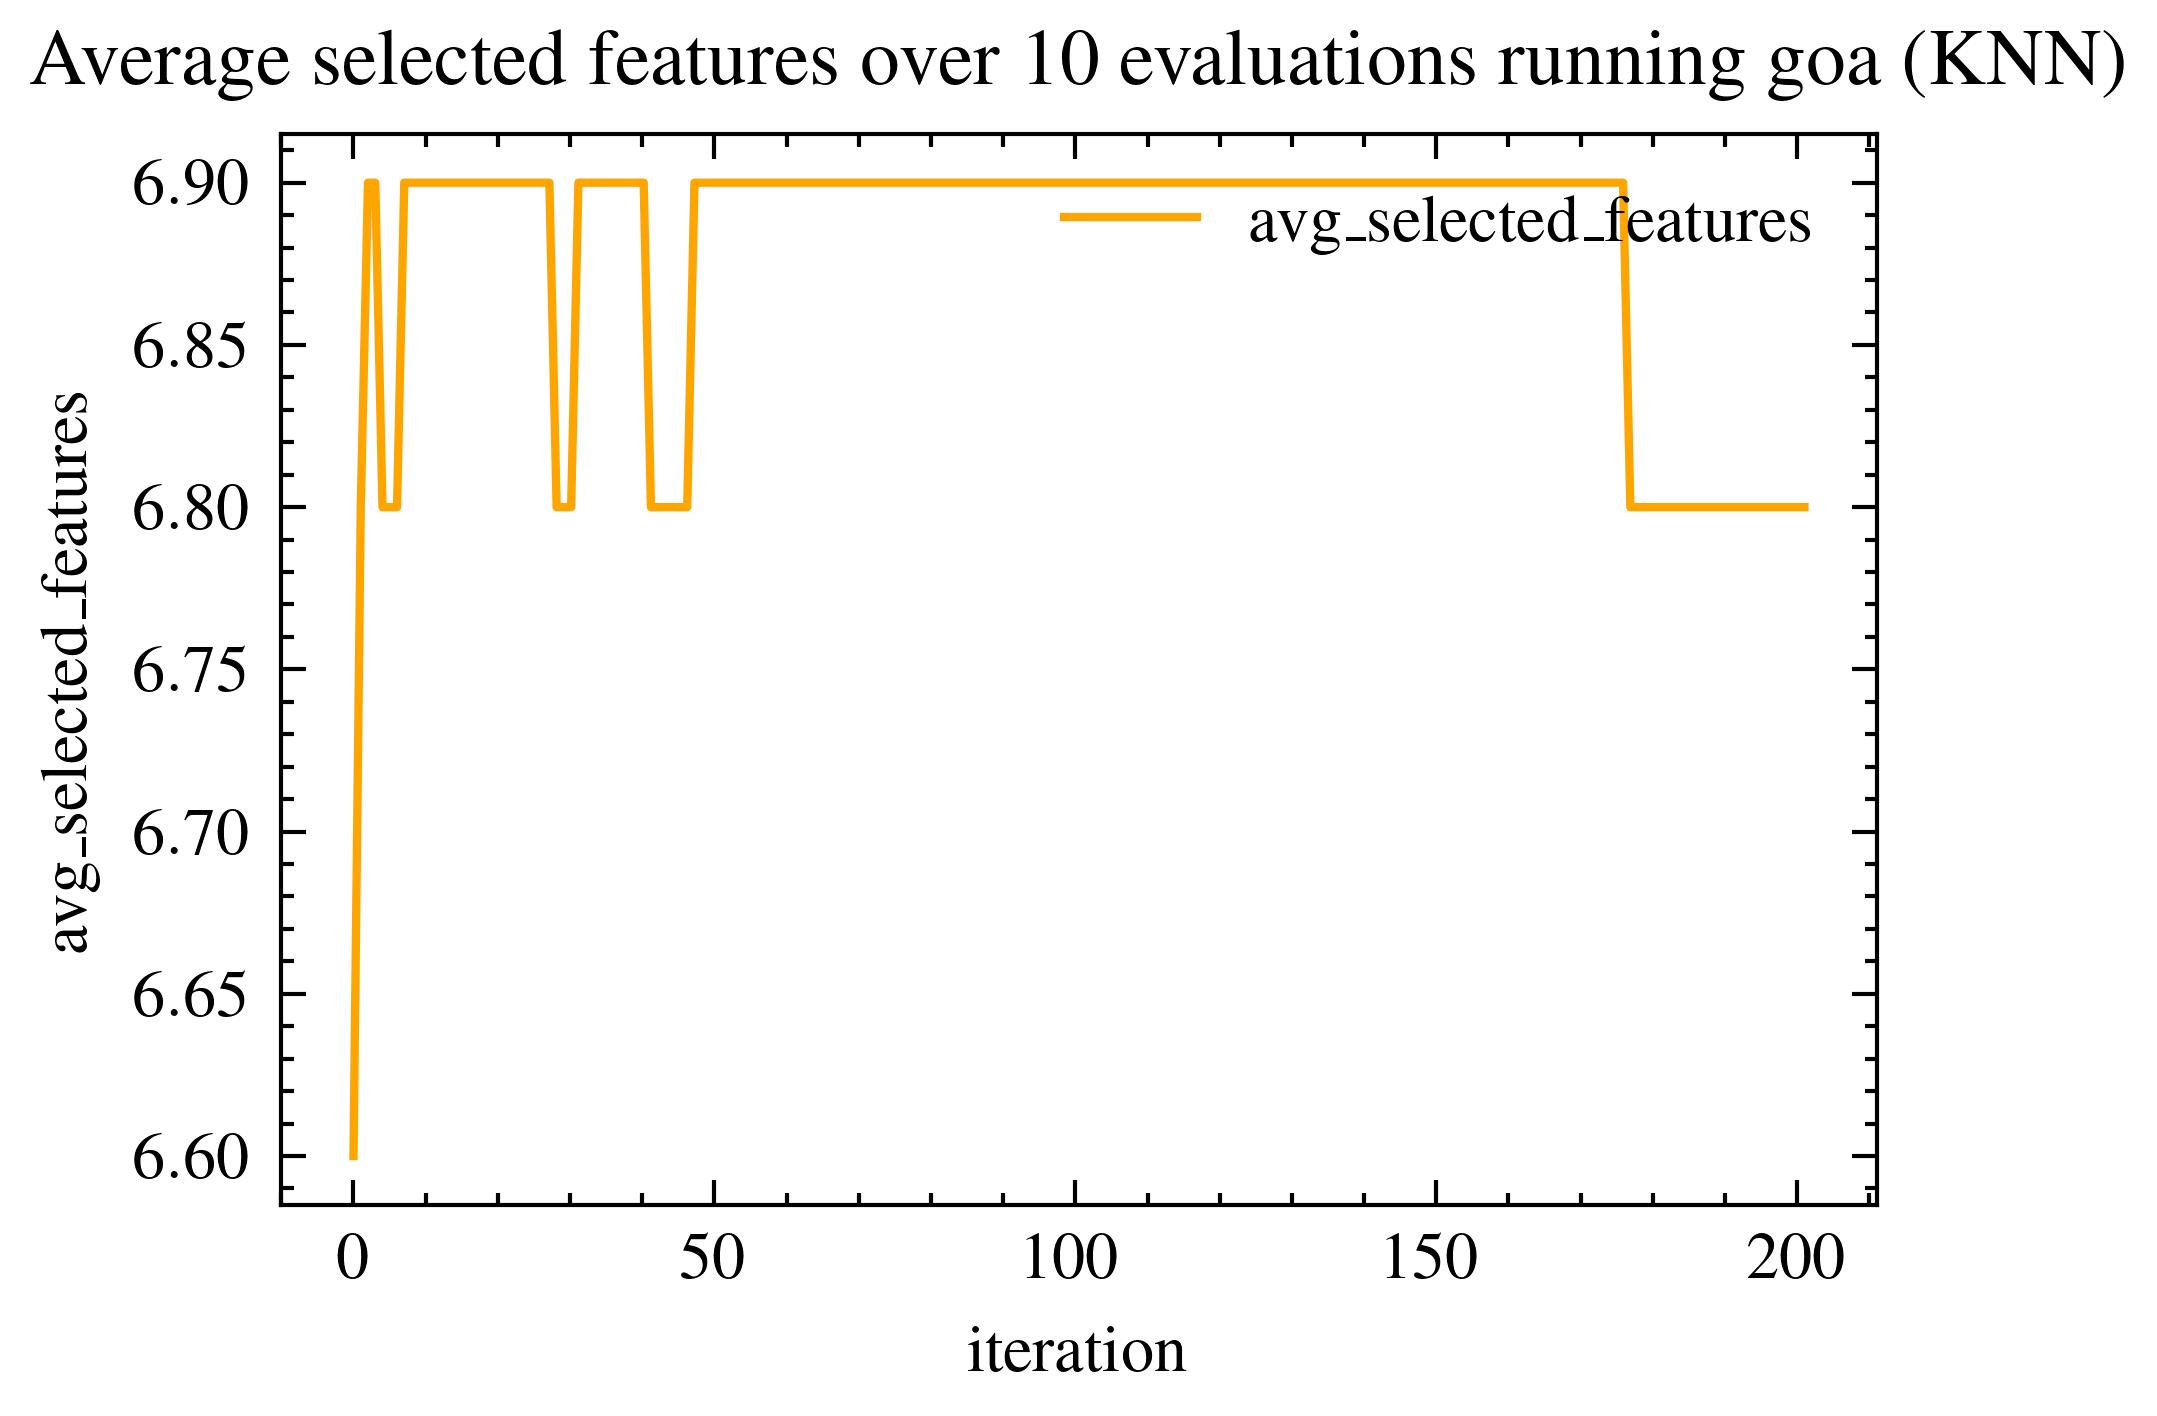 Average selected features over 10 evaluations running goa (KNN)
6.90
avg_selected_features
6.85
6.80
6.75
6.70
6.65
6.60
avg_selected_features
0 50 100 150 200
iteration